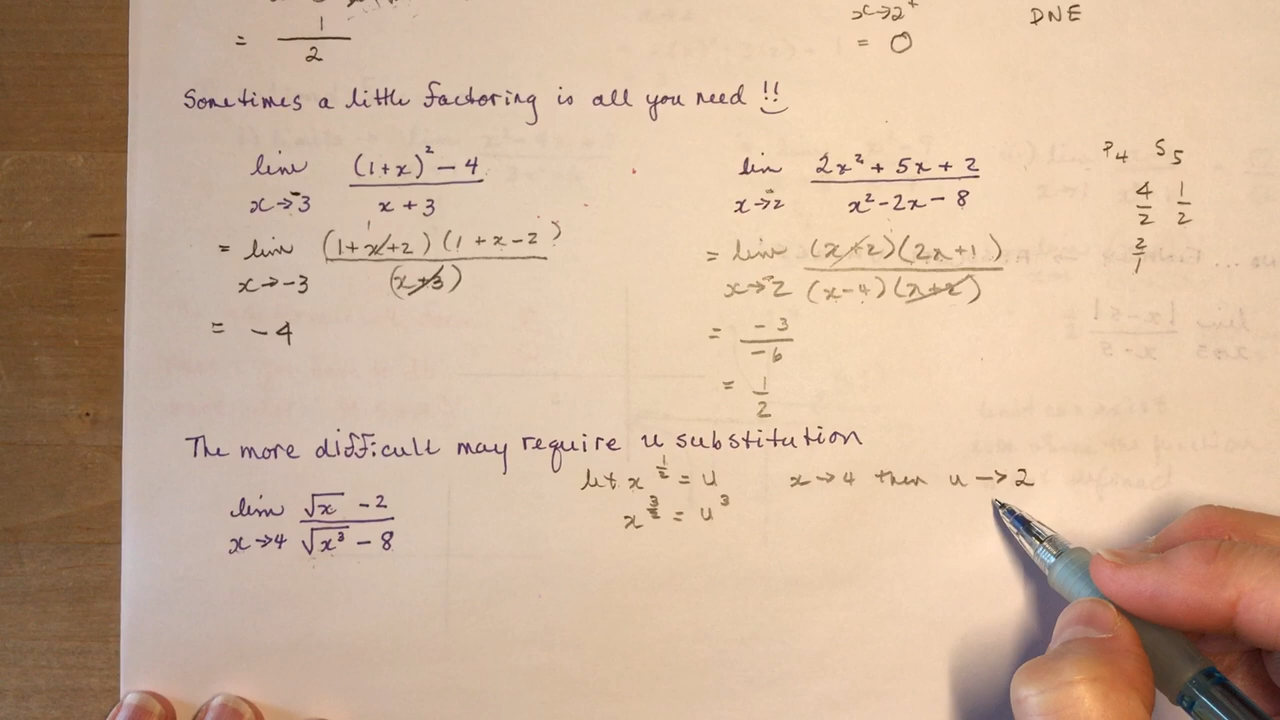 = 1/2
x→2⁺
= 0
DNE
Sometimes a little factoring is all you need !!
lim x→-3 ((1+x)² - 4)/(x + 3)
= lim x→-3 ((1+x+2)(1+x-2))/(x+3)
= -4
lim x→-2 (2x² + 5x + 2)/(x² - 2x - 8)
= lim x→-2 ((x+2)(2x+1))/((x-4)(x+2))
= -3/-6
= 1/2
P4 S5
4/2 1/2
2/1
The more difficult may require u substitution
lim x→4 (√x - 2)/(√x³ - 8)
let x^(1/2) = u
x^(3/2) = u³
x→4 then u→2